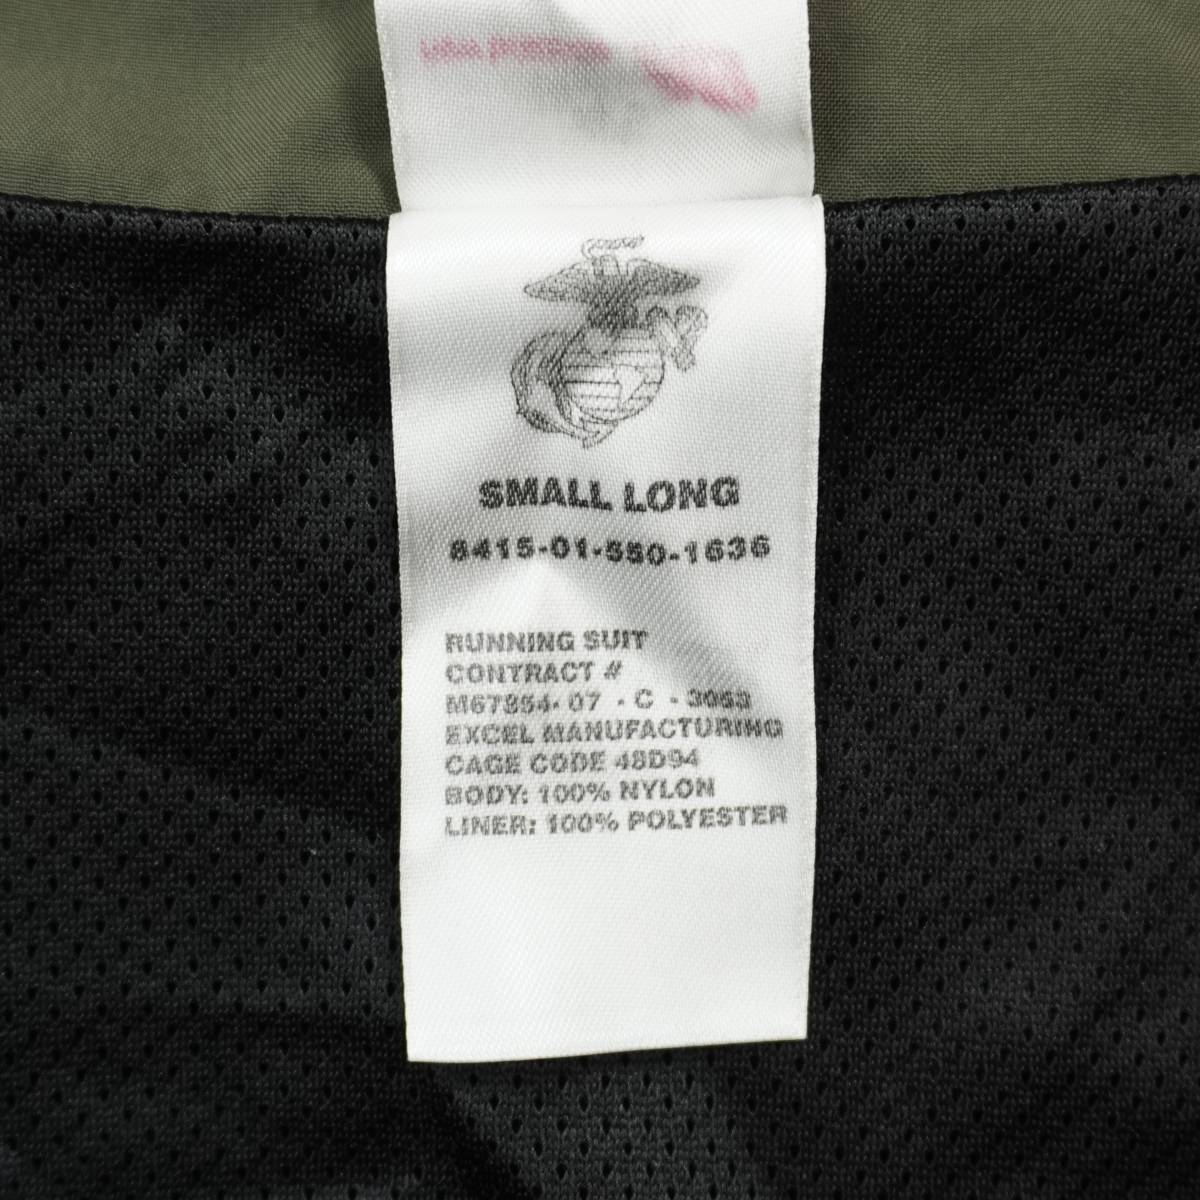 SMALL LONG
8415-01-550-1636
RUNNING SUIT
CONTRACT #
M67854-07 - C - 3053
EXCEL MANUFACTURING
CAGE CODE 48D94
BODY: 100% NYLON
LINER: 100% POLYESTER